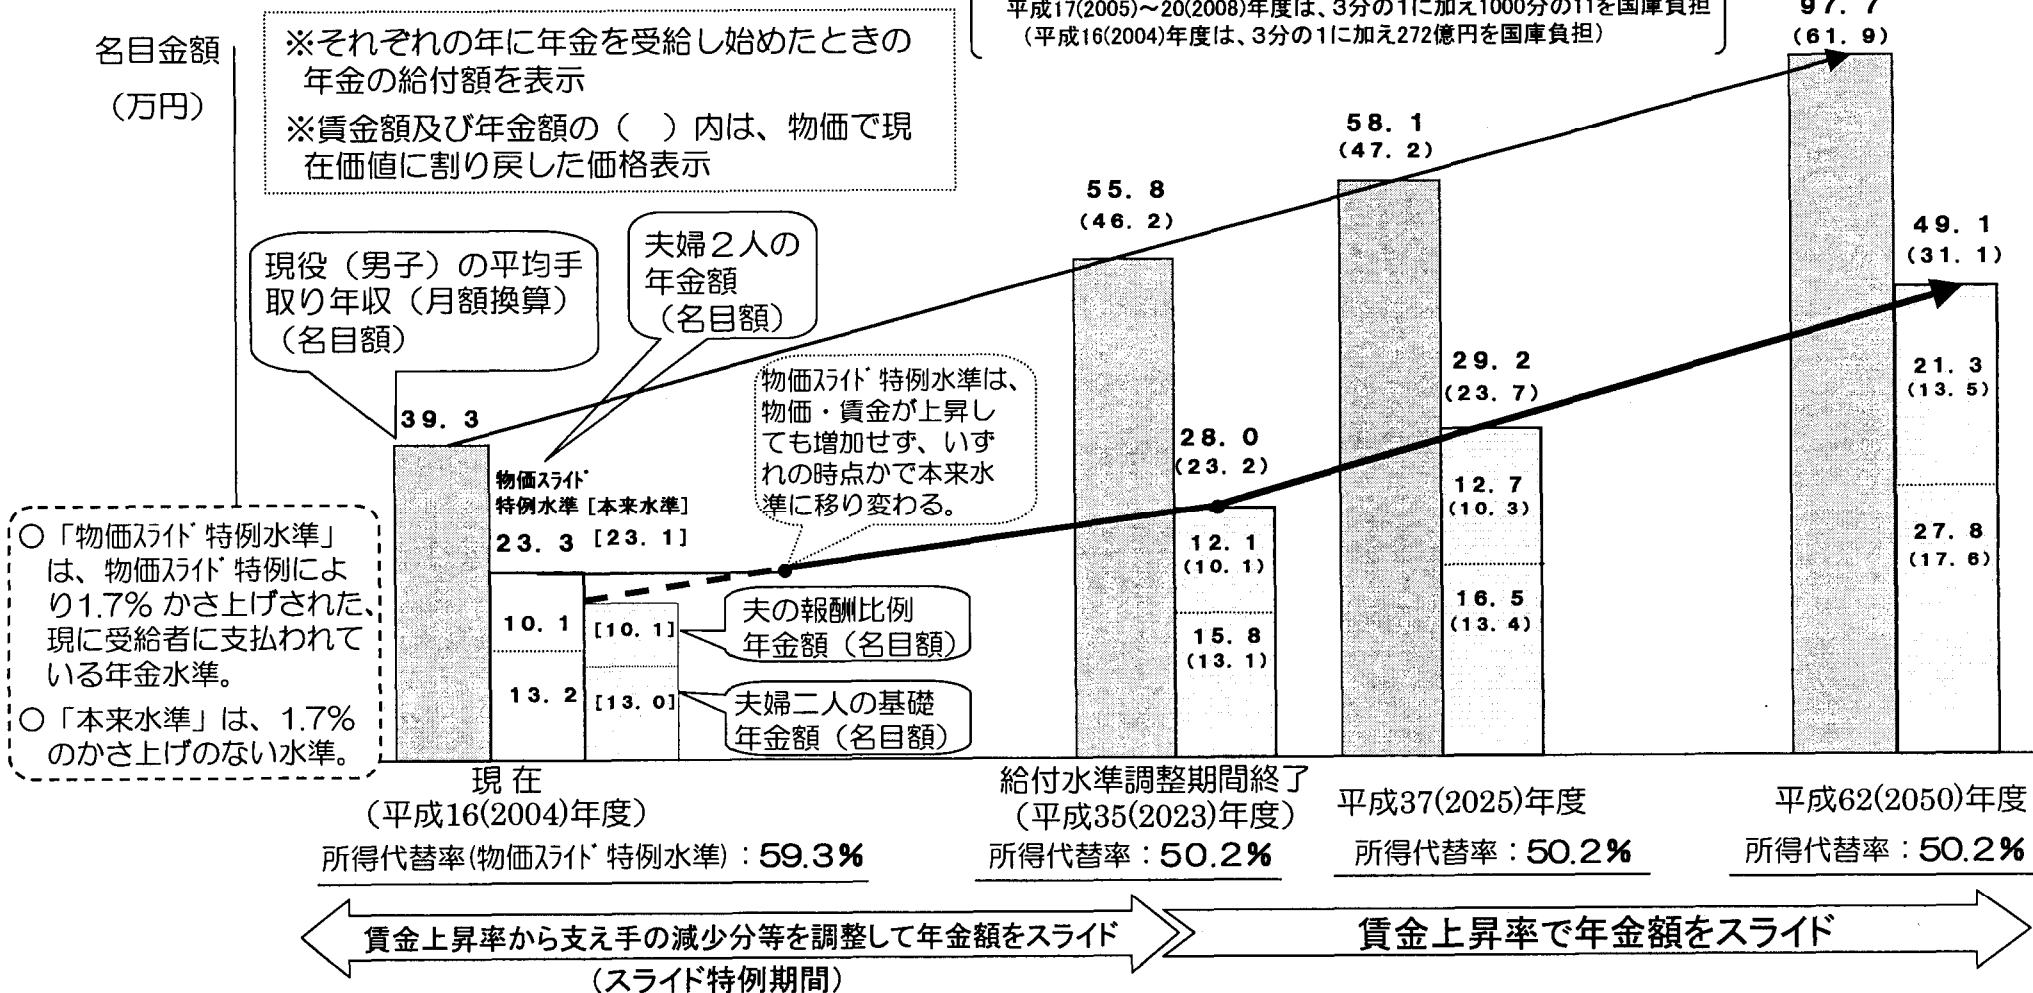 平成17(2005)～20(2008)年度は、3分の1に加え1000分の11を国庫負担
（平成16(2004)年度は、3分の1に加え272億円を国庫負担）
名目金額
（万円）
※それぞれの年に年金を受給し始めたときの
年金の給付額を表示
※賃金額及び年金額の（　）内は、物価で現
在価値に割り戻した価格表示
97.7
(61.9)
58.1
(47.2)
55.8
(46.2)
49.1
(31.1)
現役（男子）の平均手
取り年収（月額換算）
（名目額）
夫婦２人の
年金額
（名目額）
物価ｽﾗｲﾄﾞ特例水準は、
物価・賃金が上昇し
ても増加せず、いず
れの時点かで本来水
準に移り変わる。
39.3
物価ｽﾗｲﾄﾞ
特例水準 [本来水準]
23.3 [23.1]
28.0
(23.2)
29.2
(23.7)
21.3
(13.5)
12.7
(10.3)
12.1
(10.1)
27.8
(17.6)
○「物価ｽﾗｲﾄﾞ特例水準」
は、物価ｽﾗｲﾄﾞ特例によ
り1.7%かさ上げされた、
現に受給者に支払われて
いる年金水準。
○「本来水準」は、1.7%
のかさ上げのない水準。
10.1 [10.1]
夫の報酬比例
年金額（名目額）
16.5
(13.4)
15.8
(13.1)
13.2 [13.0]
夫婦二人の基礎
年金額（名目額）
現在
（平成16(2004)年度）
所得代替率(物価ｽﾗｲﾄﾞ特例水準)：59.3%
給付水準調整期間終了
（平成35(2023)年度）
所得代替率：50.2%
平成37(2025)年度
所得代替率：50.2%
平成62(2050)年度
所得代替率：50.2%
賃金上昇率から支え手の減少分等を調整して年金額をスライド
（スライド特例期間）
賃金上昇率で年金額をスライド